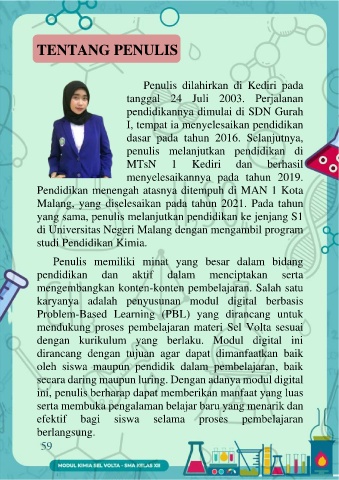 TENTANG PENULIS
Penulis dilahirkan di Kediri pada
tanggal 24 Juli 2003. Perjalanan
pendidikannya dimulai di SDN Gurah
I, tempat ia menyelesaikan pendidikan
dasar pada tahun 2016. Selanjutnya,
penulis melanjutkan pendidikan di
MTsN 1 Kediri dan berhasil
menyelesaikannya pada tahun 2019.
Pendidikan menengah atasnya ditempuh di MAN 1 Kota
Malang, yang diselesaikan pada tahun 2021. Pada tahun
yang sama, penulis melanjutkan pendidikan ke jenjang S1
di Universitas Negeri Malang dengan mengambil program
studi Pendidikan Kimia.
Penulis memiliki minat yang besar dalam bidang
pendidikan dan aktif dalam menciptakan serta
mengembangkan konten-konten pembelajaran. Salah satu
karyanya adalah penyusunan modul digital berbasis
Problem-Based Learning (PBL) yang dirancang untuk
mendukung proses pembelajaran materi Sel Volta sesuai
dengan kurikulum yang berlaku. Modul digital ini
dirancang dengan tujuan agar dapat dimanfaatkan baik
oleh siswa maupun pendidik dalam pembelajaran, baik
secara daring maupun luring. Dengan adanya modul digital
ini, penulis berharap dapat memberikan manfaat yang luas
serta membuka pengalaman belajar baru yang menarik dan
efektif bagi siswa selama proses pembelajaran
berlangsung.
59
MODUL KIMIA SEL VOLTA - SMA KELAS XII